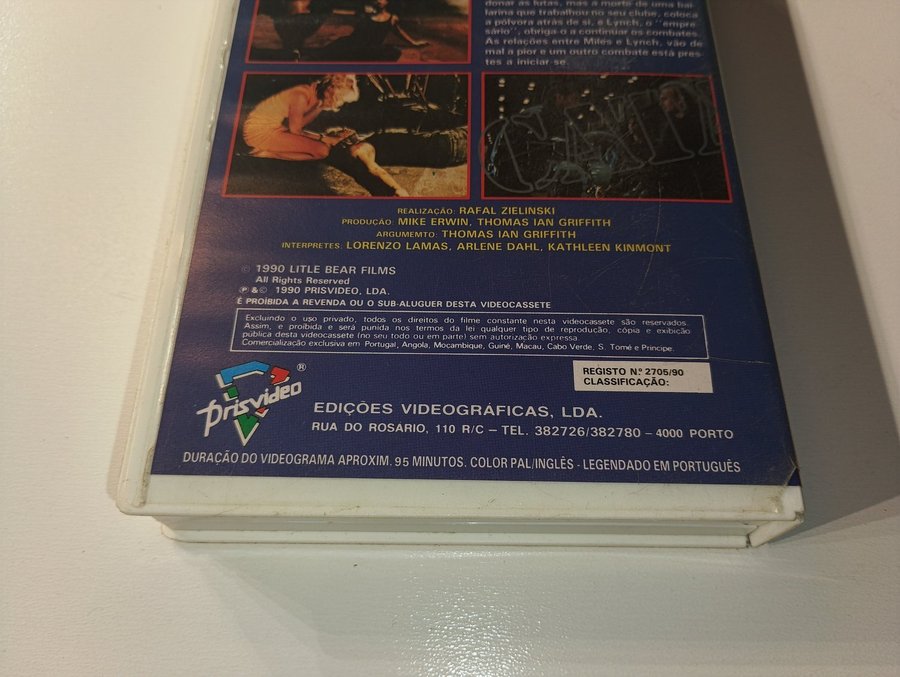 donar as lutas, mas a morte de uma bai-
larina que trabalhou no seu clube, coloca
a pólvora atrás de si, e Lynch, o "empre-
sário", obriga-o a continuar os combates.
As relações entre Miles e Lynch, vão de
mal a pior e um outro combate está pres-
tes a iniciar-se.
REALIZAÇÃO: RAFAL ZIELINSKI
PRODUCÃO: MIKE ERWIN, THOMAS IAN GRIFFITH
ARGUMEMTO: THOMAS IAN GRIFFITH
INTERPRETES: LORENZO LAMAS, ARLENE DAHL, KATHLEEN KINMONT
© 1990 LITLE BEAR FILMS
All Rights Reserved
℗ & © 1990 PRISVIDEO, LDA.
É PROÍBIDA A REVENDA OU O SUB-ALUGUER DESTA VIDEOCASSETE
Excluindo o uso privado, todos os direitos do filme constante nesta videocassete são reservados.
Assim, e proibida e será punida nos termos da lei qualquer tipo de reprodução, cópia e exibição
pública desta videocassete (no seu todo ou em parte) sem autorização expressa.
Comercialização exclusiva em Portugal, Angola, Moçambique, Guiné, Macau, Cabo Verde, S. Tomé e Principe.
REGISTO N.º 2705/90
CLASSIFICAÇÃO:
prisvideo ®
EDIÇÕES VIDEOGRÁFICAS, LDA.
RUA DO ROSÁRIO, 110 R/C – TEL. 382726/382780 – 4000 PORTO
DURAÇÃO DO VIDEOGRAMA APROXIM. 95 MINUTOS. COLOR PAL/INGLÊS - LEGENDADO EM PORTUGUÊS